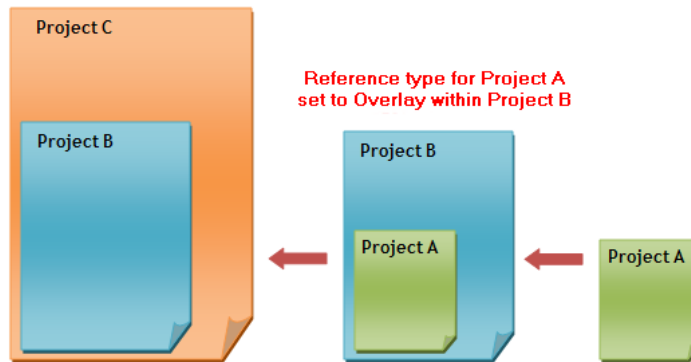 Project C
Project B
Reference type for Project A
set to Overlay within Project B
Project B
Project A
Project A